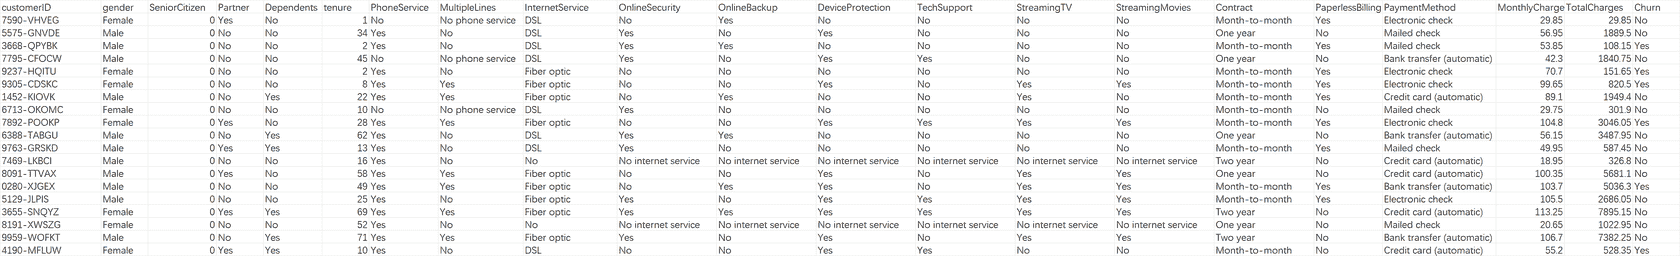 customerID gender SeniorCitizen Partner Dependents tenure PhoneService MultipleLines InternetService OnlineSecurity OnlineBackup DeviceProtection TechSupport StreamingTV StreamingMovies Contract PaperlessBilling PaymentMethod MonthlyCharge TotalCharges Churn
7590-VHVEG Female 0 Yes No 1 No No phone service DSL No Yes No No No No Month-to-month Yes Electronic check 29.85 29.85 No
5575-GNVDE Male 0 No No 34 Yes No DSL Yes No Yes No No No One year No Mailed check 56.95 1889.5 No
3668-QPYBK Male 0 No No 2 Yes No DSL Yes Yes No No No No Month-to-month Yes Mailed check 53.85 108.15 Yes
7795-CFOCW Male 0 No No 45 No No phone service DSL Yes No Yes Yes No No One year No Bank transfer (automatic) 42.3 1840.75 No
9237-HQITU Female 0 No No 2 Yes No Fiber optic No No No No No No Month-to-month Yes Electronic check 70.7 151.65 Yes
9305-CDSKC Female 0 No No 8 Yes Yes Fiber optic No No Yes No Yes Yes Month-to-month Yes Electronic check 99.65 820.5 Yes
1452-KIOVK Male 0 No Yes 22 Yes Yes Fiber optic No Yes No No Yes No Month-to-month Yes Credit card (automatic) 89.1 1949.4 No
6713-OKOMC Female 0 No No 10 No No phone service DSL Yes No No No No No Month-to-month No Mailed check 29.75 301.9 No
7892-POOKP Female 0 Yes No 28 Yes Yes Fiber optic No No Yes Yes Yes Yes Month-to-month Yes Electronic check 104.8 3046.05 Yes
6388-TABGU Male 0 No Yes 62 Yes No DSL Yes Yes No No No No One year No Bank transfer (automatic) 56.15 3487.95 No
9763-GRSKD Male 0 Yes Yes 13 Yes No DSL Yes No No No No No Month-to-month Yes Mailed check 49.95 587.45 No
7469-LKBCI Male 0 No No 16 Yes No No No internet service No internet service No internet service No internet service No internet service No internet service Two year No Credit card (automatic) 18.95 326.8 No
8091-TTVAX Male 0 Yes No 58 Yes Yes Fiber optic No No Yes No Yes Yes One year No Credit card (automatic) 100.35 5681.1 No
0280-XJGEX Male 0 No No 49 Yes Yes Fiber optic No Yes Yes No Yes Yes Month-to-month Yes Bank transfer (automatic) 103.7 5036.3 Yes
5129-JLPIS Male 0 No No 25 Yes No Fiber optic Yes No Yes Yes Yes Yes Month-to-month Yes Electronic check 105.5 2686.05 No
3655-SNQYZ Female 0 Yes Yes 69 Yes Yes Fiber optic Yes Yes Yes Yes Yes Yes Two year No Credit card (automatic) 113.25 7895.15 No
8191-XWSZG Female 0 No No 52 Yes No No No internet service No internet service No internet service No internet service No internet service No internet service One year No Mailed check 20.65 1022.95 No
9959-WOFKT Male 0 No Yes 71 Yes Yes Fiber optic Yes No Yes No Yes Yes Two year No Bank transfer (automatic) 106.7 7382.25 No
4190-MFLUW Female 0 Yes Yes 10 Yes No DSL No No Yes Yes No No Month-to-month No Credit card (automatic) 55.2 528.35 Yes